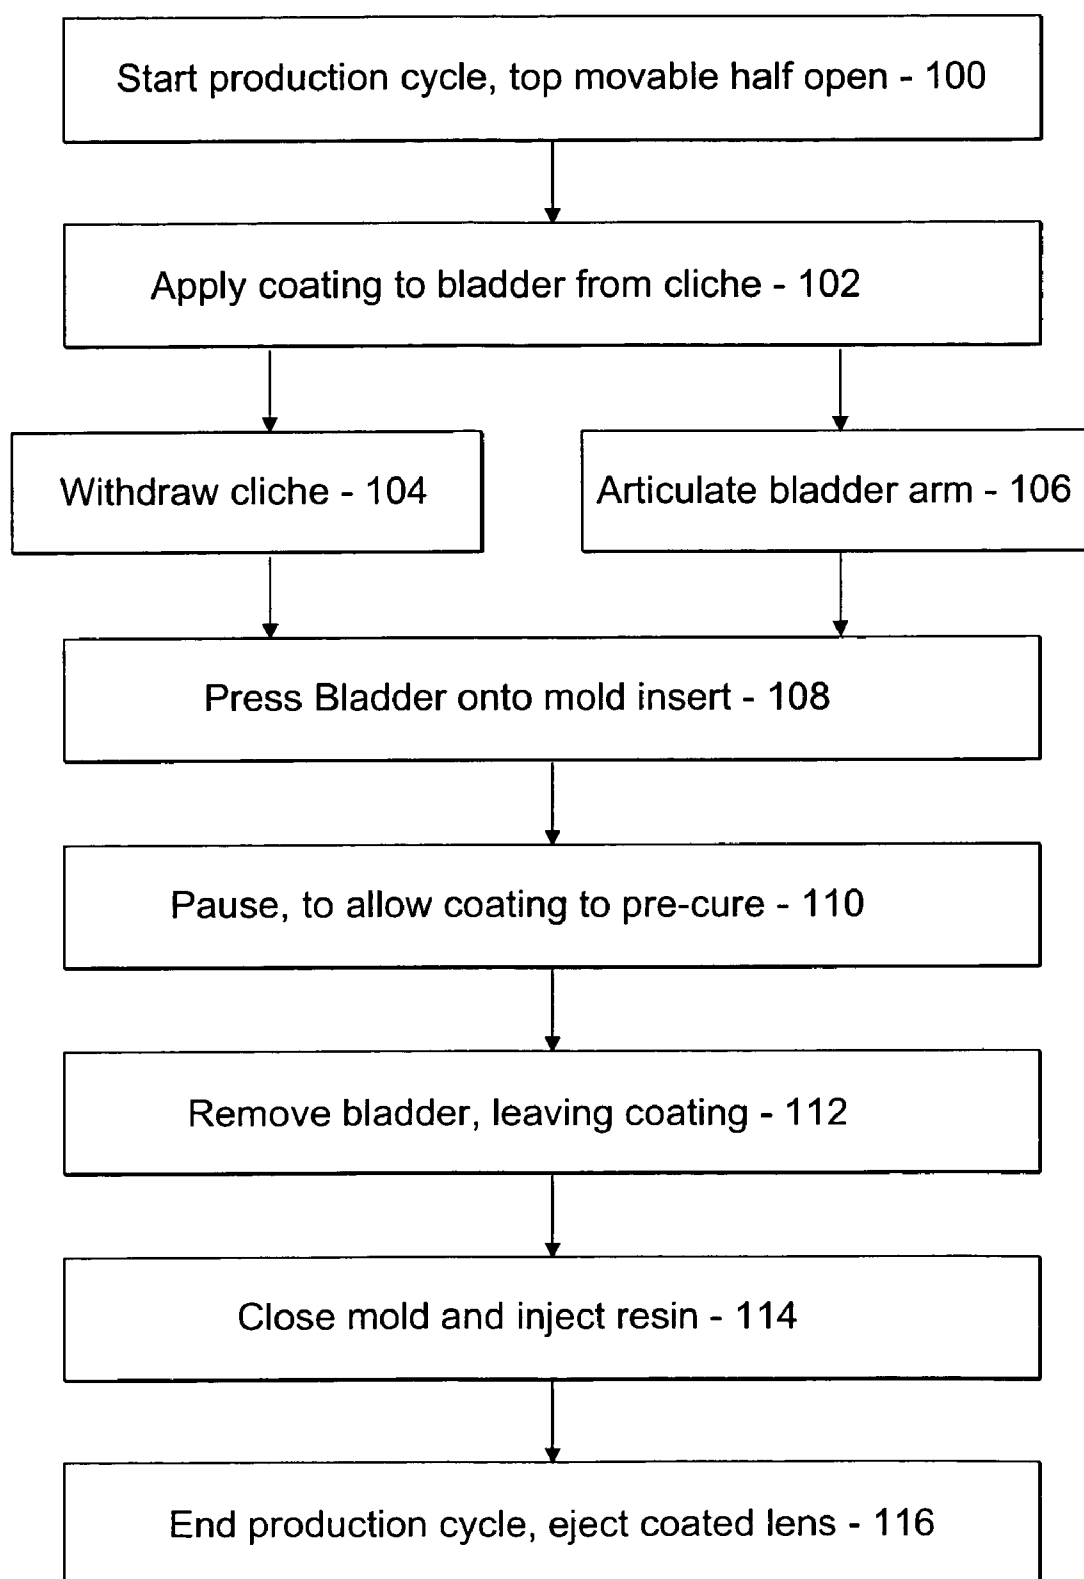 Start production cycle, top movable half open - 100
Apply coating to bladder from cliche - 102
Withdraw cliche - 104
Articulate bladder arm - 106
Press Bladder onto mold insert - 108
Pause, to allow coating to pre-cure - 110
Remove bladder, leaving coating - 112
Close mold and inject resin - 114
End production cycle, eject coated lens - 116